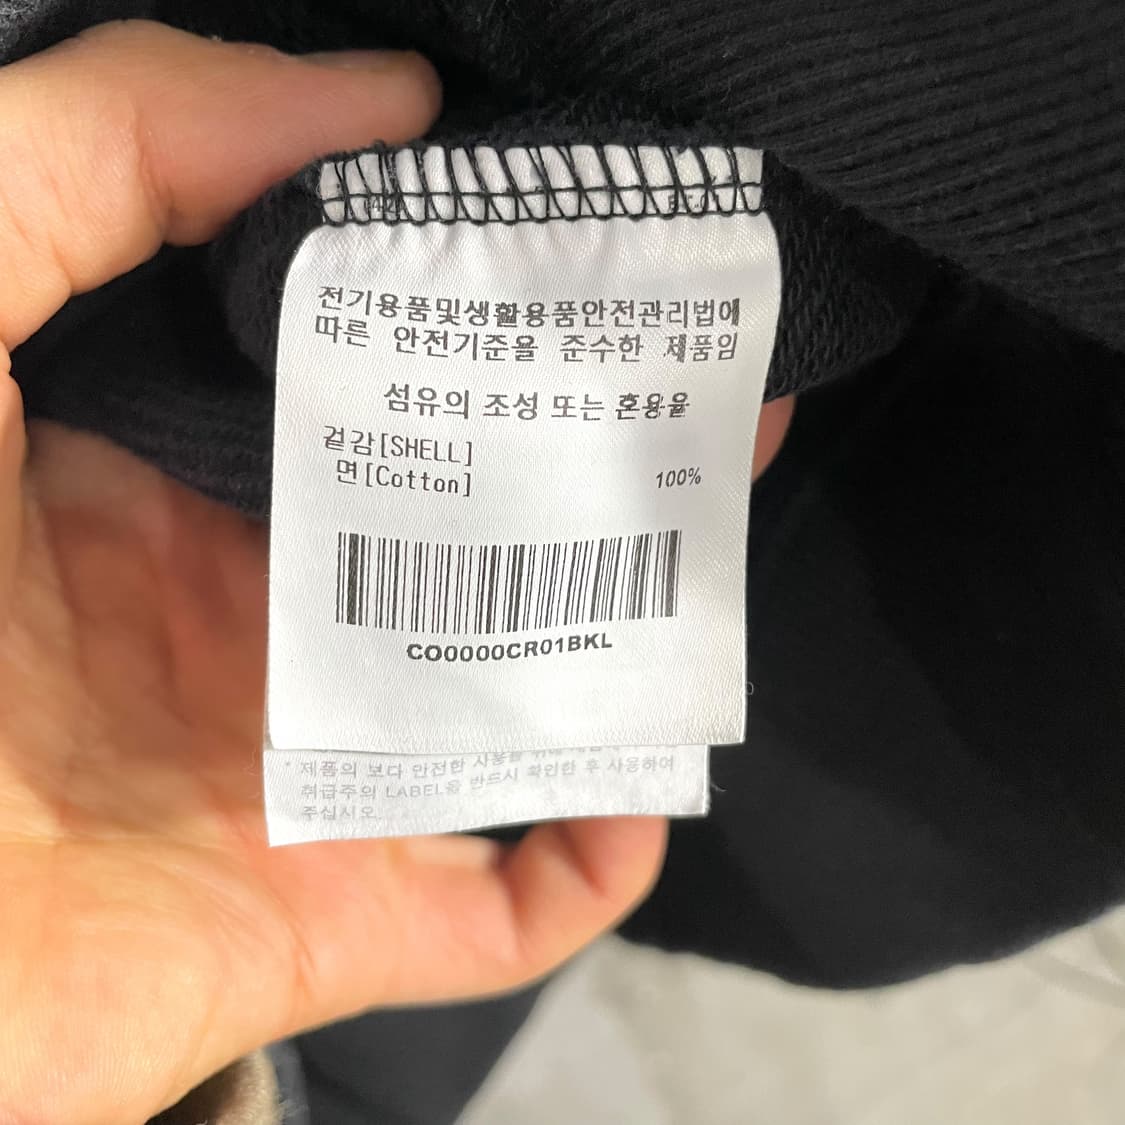 전기용품및생활용품안전관리법에
따른 안전기준을 준수한 제품임
섬유의 조성 또는 혼용율
겉감[SHELL]
면[Cotton] 100%
CO0000CR01BKL
* 제품의 보다 안전한 사용을 위해
취급주의 LABEL을 반드시 확인한 후 사용하여
주십시오